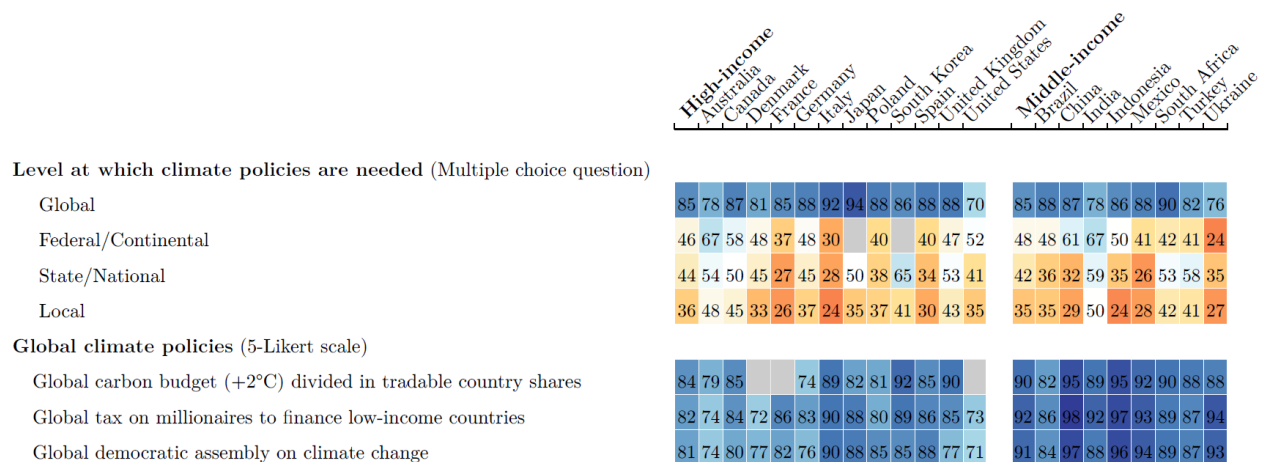 High-income
Australia
Canada
Denmark
France
Germany
Italy
Japan
Poland
South Korea
Spain
United Kingdom
United States
Middle-income
Brazil
China
India
Indonesia
Mexico
South Africa
Turkey
Ukraine
Level at which climate policies are needed (Multiple choice question)
Global 85 78 87 81 85 88 92 94 88 86 88 88 70 85 88 87 78 86 88 90 82 76
Federal/Continental 46 67 58 48 37 48 30 40 40 47 52 48 48 61 67 50 41 42 41 24
State/National 44 54 50 45 27 45 28 50 38 65 34 53 41 42 36 32 59 35 26 53 58 35
Local 36 48 45 33 26 37 24 35 37 41 30 43 35 35 35 29 50 24 28 42 41 27
Global climate policies (5-Likert scale)
Global carbon budget (+2°C) divided in tradable country shares 84 79 85 74 89 82 81 92 85 90 90 82 95 89 95 92 90 88 88
Global tax on millionaires to finance low-income countries 82 74 84 72 86 83 90 88 80 89 86 85 73 92 86 98 92 97 93 89 87 94
Global democratic assembly on climate change 81 74 80 77 82 76 90 88 85 85 88 77 71 91 84 97 88 96 94 89 87 93